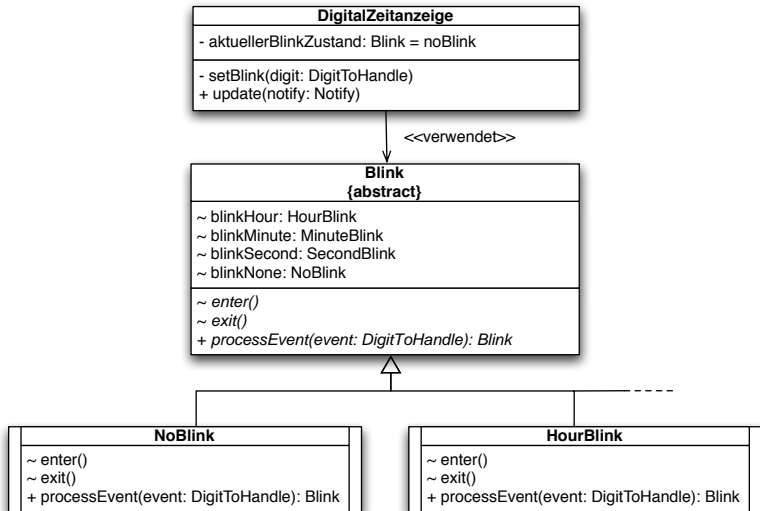 DigitalZeitanzeige
- aktuellerBlinkZustand: Blink = noBlink
- setBlink(digit: DigitToHandle)
+ update(notify: Notify)
<<verwendet>>
Blink
{abstract}
~ blinkHour: HourBlink
~ blinkMinute: MinuteBlink
~ blinkSecond: SecondBlink
~ blinkNone: NoBlink
~ enter()
~ exit()
+ processEvent(event: DigitToHandle): Blink
NoBlink
~ enter()
~ exit()
+ processEvent(event: DigitToHandle): Blink
HourBlink
~ enter()
~ exit()
+ processEvent(event: DigitToHandle): Blink